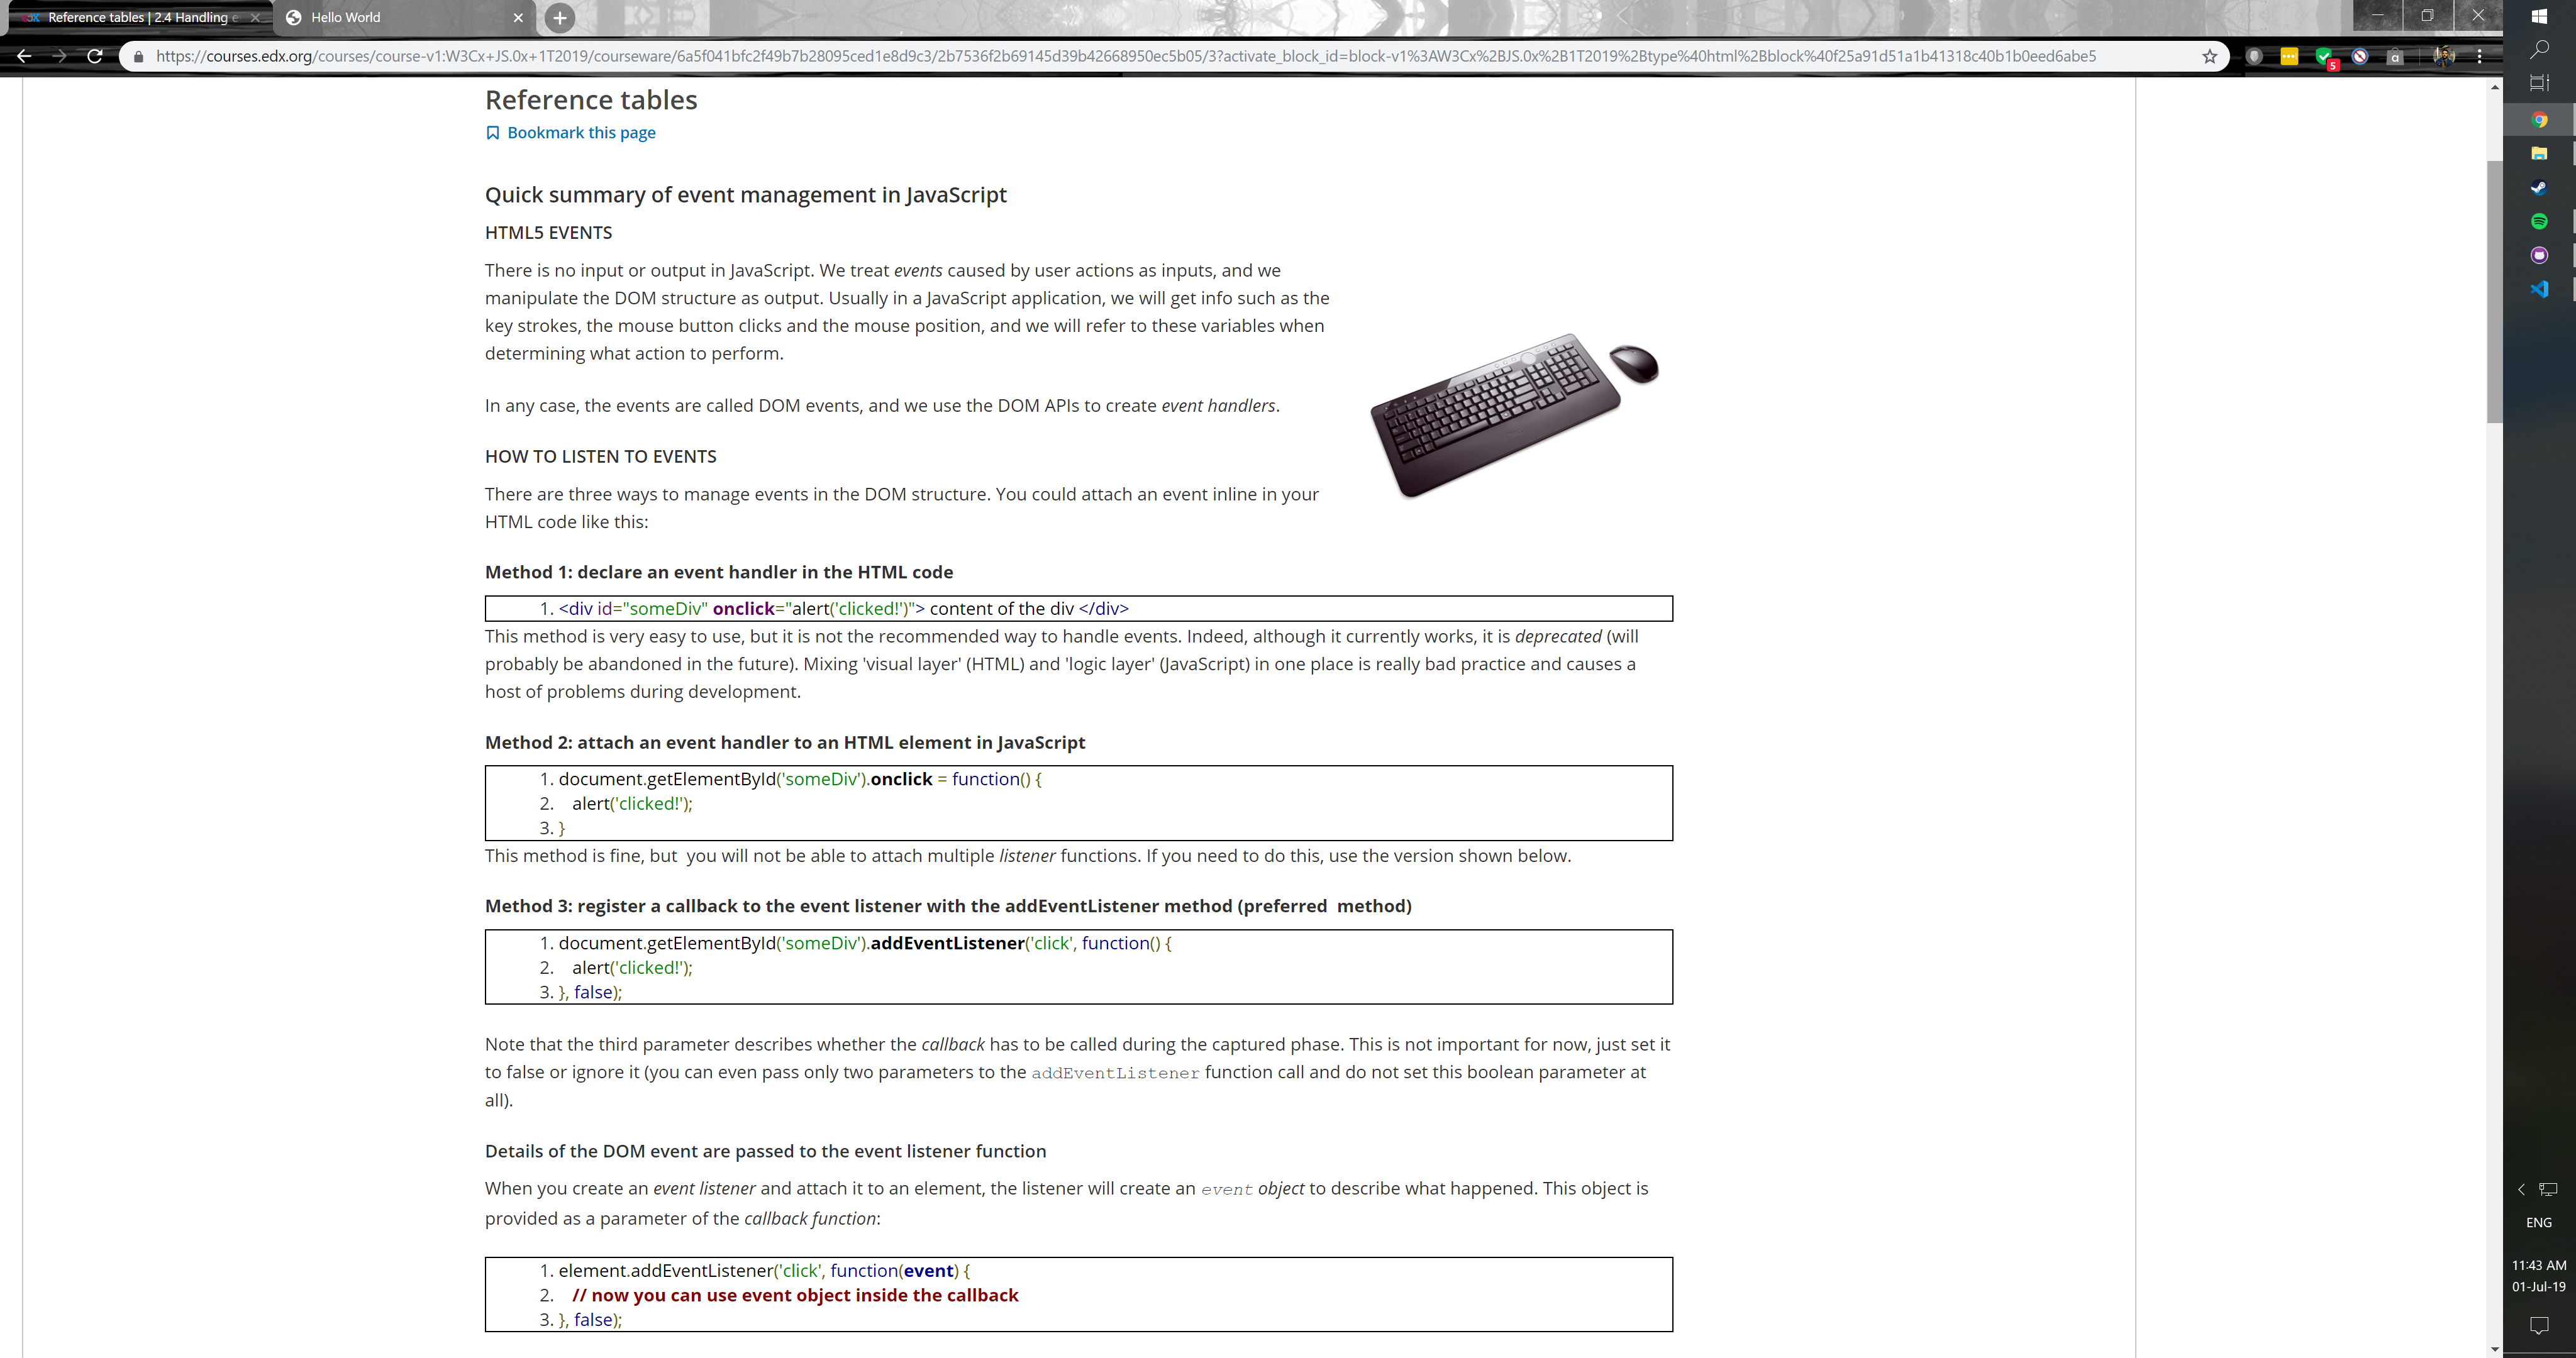 Reference tables | 2.4 Handling e
Hello World
https://courses.edx.org/courses/course-v1:W3Cx+JS.0x+1T2019/courseware/6a5f041bfc2f49b7b28095ced1e8d9c3/2b7536f2b69145d39b42668950ec5b05/3?activate_block_id=block-v1%3AW3Cx%2BJS.0x%2B1T2019%2Btype%40html%2Bblock%40f25a91d51a1b41318c40b1b0eed6abe5
5
a
Reference tables
Bookmark this page
Quick summary of event management in JavaScript
HTML5 EVENTS
There is no input or output in JavaScript. We treat events caused by user actions as inputs, and we
manipulate the DOM structure as output. Usually in a JavaScript application, we will get info such as the
key strokes, the mouse button clicks and the mouse position, and we will refer to these variables when
determining what action to perform.
In any case, the events are called DOM events, and we use the DOM APIs to create event handlers.
HOW TO LISTEN TO EVENTS
There are three ways to manage events in the DOM structure. You could attach an event inline in your
HTML code like this:
Method 1: declare an event handler in the HTML code
1. <div id="someDiv" onclick="alert('clicked!')"> content of the div </div>
This method is very easy to use, but it is not the recommended way to handle events. Indeed, although it currently works, it is deprecated (will
probably be abandoned in the future). Mixing 'visual layer' (HTML) and 'logic layer' (JavaScript) in one place is really bad practice and causes a
host of problems during development.
Method 2: attach an event handler to an HTML element in JavaScript
1. document.getElementById('someDiv').onclick = function() {
2. alert('clicked!');
3. }
This method is fine, but  you will not be able to attach multiple listener functions. If you need to do this, use the version shown below.
Method 3: register a callback to the event listener with the addEventListener method (preferred  method)
1. document.getElementById('someDiv').addEventListener('click', function() {
2. alert('clicked!');
3. }, false);
Note that the third parameter describes whether the callback has to be called during the captured phase. This is not important for now, just set it
to false or ignore it (you can even pass only two parameters to the addEventListener function call and do not set this boolean parameter at
all).
Details of the DOM event are passed to the event listener function
When you create an event listener and attach it to an element, the listener will create an event object to describe what happened. This object is
provided as a parameter of the callback function:
1. element.addEventListener('click', function(event) {
2. // now you can use event object inside the callback
3. }, false);
ENG
11:43 AM
01-Jul-19